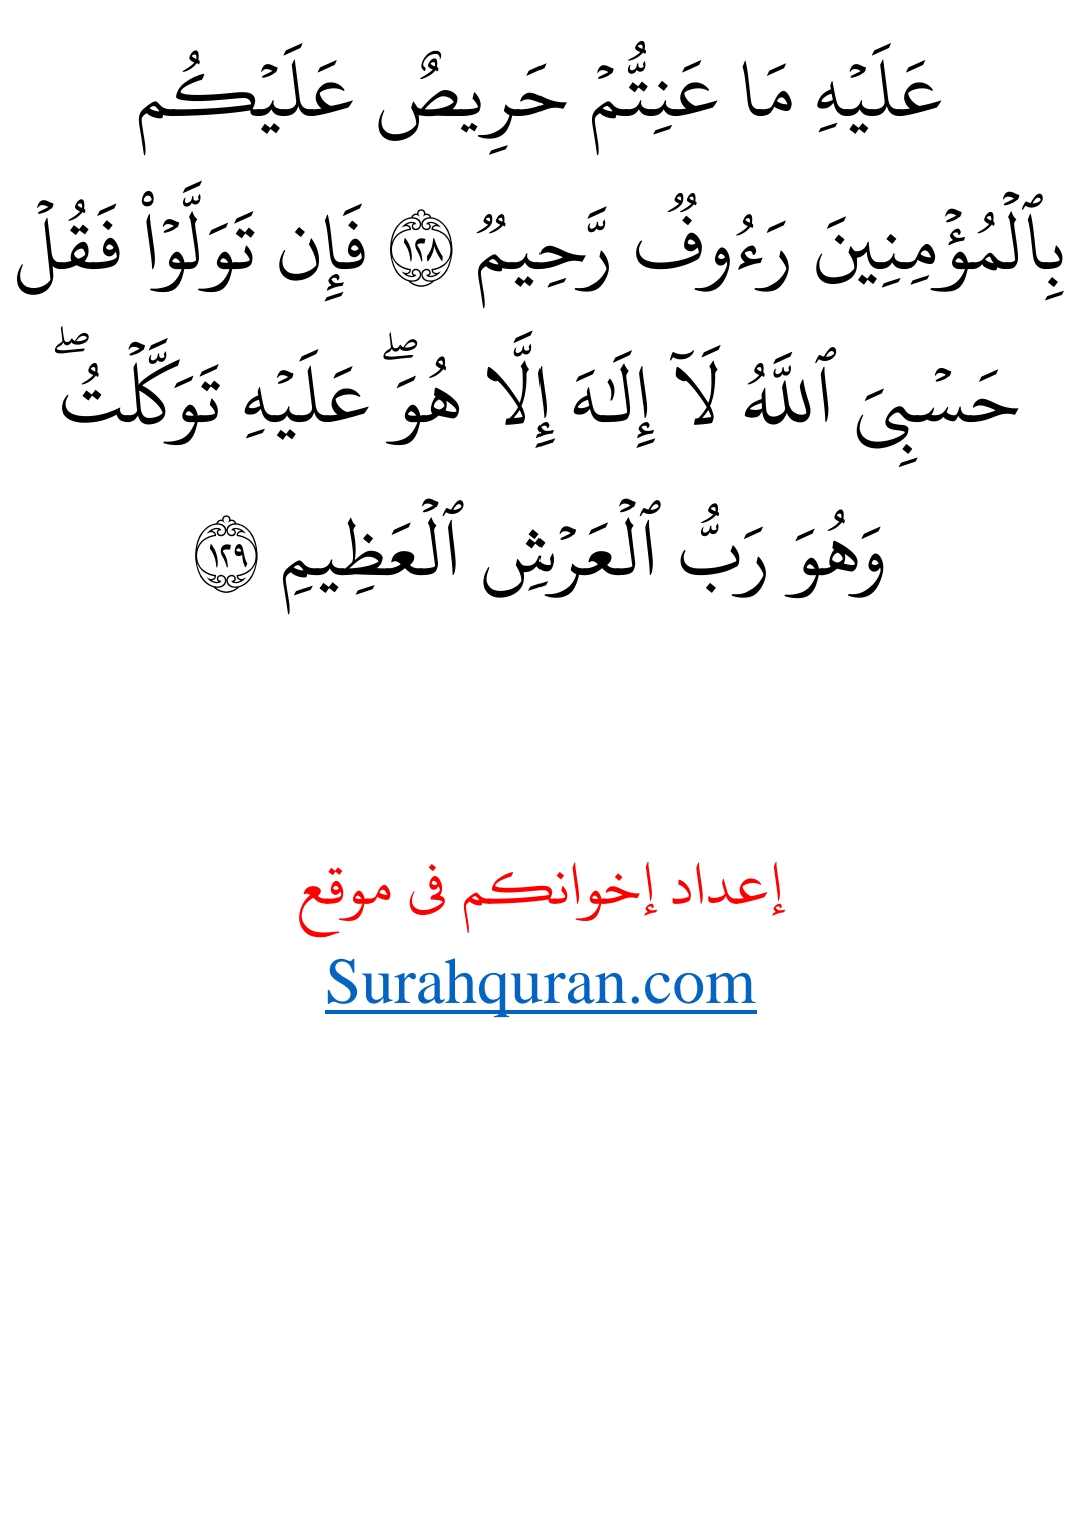 عَلَيۡهِ مَا عَنِتُّمۡ حَرِيصٌ عَلَيۡكُم
بِٱلۡمُؤۡمِنِينَ رَءُوفٞ رَّحِيمٞ ١٢٨ فَإِن تَوَلَّوۡاْ فَقُلۡ
حَسۡبِيَ ٱللَّهُ لَآ إِلَٰهَ إِلَّا هُوَۖ عَلَيۡهِ تَوَكَّلۡتُۖ
وَهُوَ رَبُّ ٱلۡعَرۡشِ ٱلۡعَظِيمِ ١٢٩
إعداد إخوانكم فى موقع
Surahquran.com